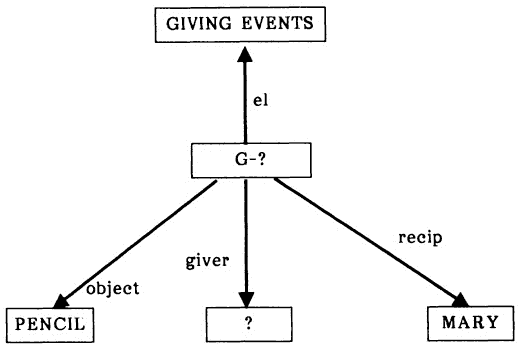 GIVING EVENTS
el
G-?
giver
recip
object
PENCIL
?
MARY